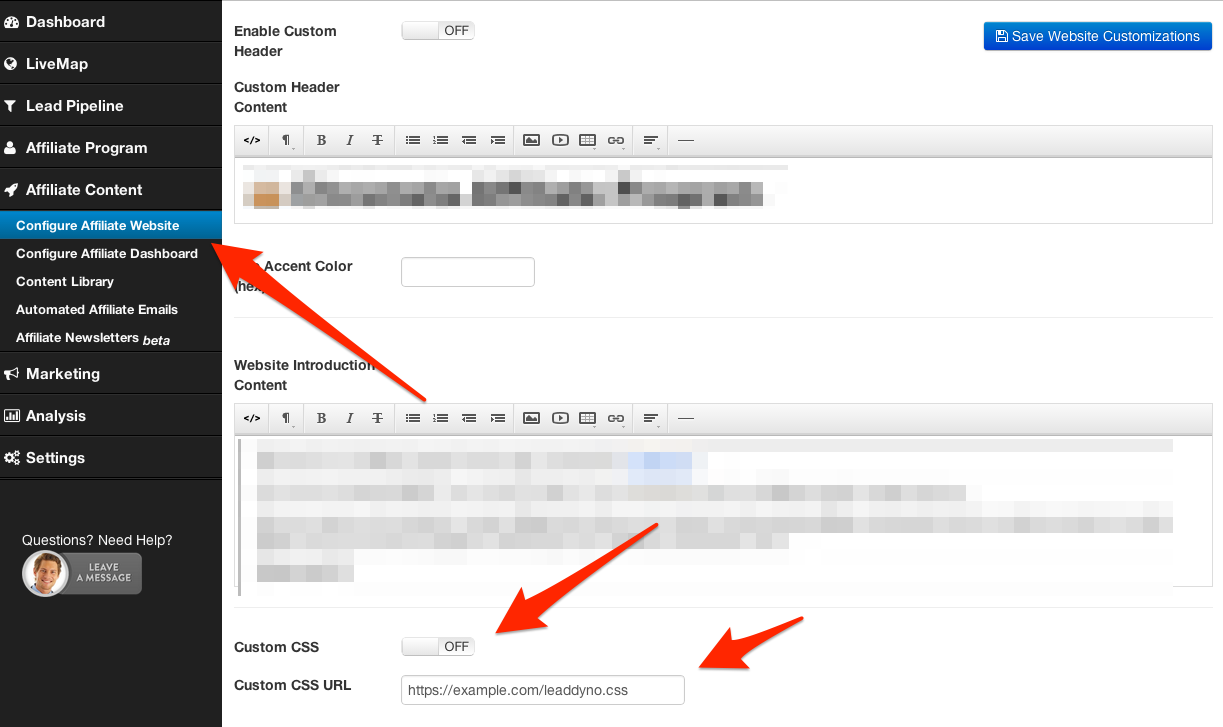 Dashboard
LiveMap
Lead Pipeline
Affiliate Program
Affiliate Content
Configure Affiliate Website
Configure Affiliate Dashboard
Content Library
Automated Affiliate Emails
Affiliate Newsletters beta
Marketing
Analysis
Settings
Questions? Need Help?
LEAVE
A MESSAGE
Enable Custom
Header
OFF
Save Website Customizations
Custom Header
Content
</> ¶ B I T
Accent Color
(hex)
Website Introduction
Content
</> ¶ B I T
Custom CSS
OFF
Custom CSS URL
https://example.com/leaddyno.css